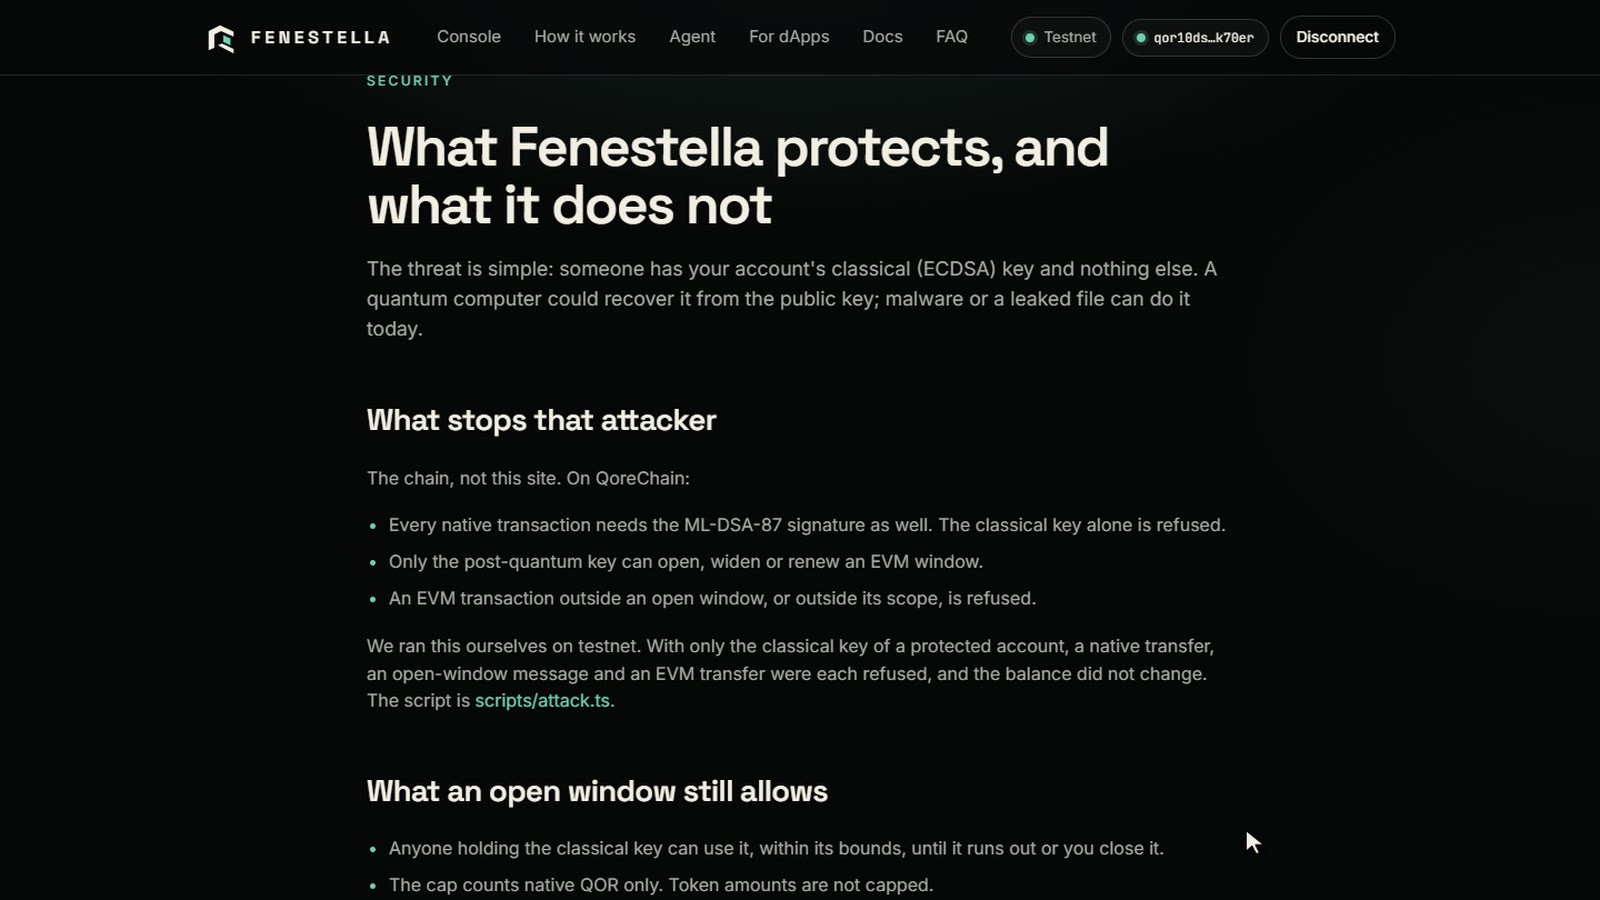 FENESTELLA
Console
How it works
Agent
For dApps
Docs
FAQ
Testnet
qor10ds…k70er
Disconnect
SECURITY
What Fenestella protects, and
what it does not
The threat is simple: someone has your account's classical (ECDSA) key and nothing else. A
quantum computer could recover it from the public key; malware or a leaked file can do it
today.
What stops that attacker
The chain, not this site. On QoreChain:
• Every native transaction needs the ML-DSA-87 signature as well. The classical key alone is refused.
• Only the post-quantum key can open, widen or renew an EVM window.
• An EVM transaction outside an open window, or outside its scope, is refused.
We ran this ourselves on testnet. With only the classical key of a protected account, a native transfer,
an open-window message and an EVM transfer were each refused, and the balance did not change.
The script is scripts/attack.ts.
What an open window still allows
• Anyone holding the classical key can use it, within its bounds, until it runs out or you close it.
• The cap counts native QOR only. Token amounts are not capped.